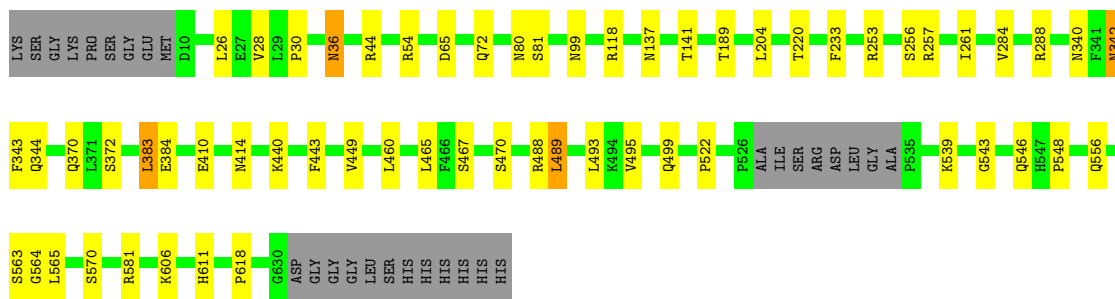 LYS SER GLY LYS PRO SER GLY GLU MET D10 L26 E27 V28 L29 P30 N36 R44 R54 D65 Q72 N80 S81 N99 R118 N137 T141 T189 L204 T220 F233 R253 S256 R257 I261 V284 R288 N340 F341 N342
F343 Q344 Q370 L371 S372 L383 E384 E410 N414 K440 F443 V449 L460 L465 F466 S467 S470 R488 L489 L493 K494 V495 Q499 P522 P526 ALA ILE SER ARG ASP LEU GLY ALA P535 K539 G543 Q546 H547 P548 Q556
S563 G564 L565 S570 R581 K606 H611 P618 G630 ASP GLY GLY GLY LEU SER HIS HIS HIS HIS HIS HIS